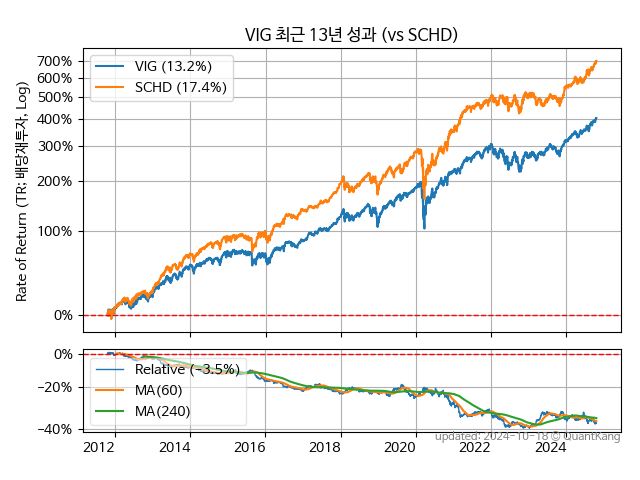 VIG 최근 13년 성과 (vs SCHD)
Rate of Return (TR; 배당재투자, Log)
700%
600%
500%
400%
300%
200%
100%
0%
VIG (13.2%)
SCHD (17.4%)
0%
−20%
−40%
Relative (−3.5%)
MA(60)
MA(240)
2012 2014 2016 2018 2020 2022 2024
updated: 2024-10-18 © QuantKang